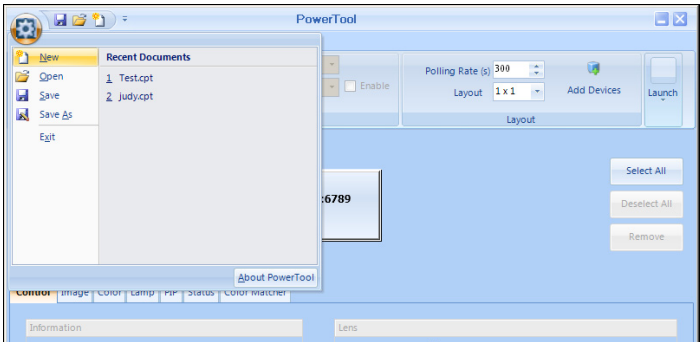 PowerTool
New
Recent Documents
Open
1 Test.cpt
Save
2 judy.cpt
Save As
Exit
About PowerTool
Enable
Polling Rate (s) 300
Layout 1 x 1
Add Devices
Layout
Launch
:6789
Select All
Deselect All
Remove
Control Image Color Lamp PIP Status Color Matcher
Information
Lens